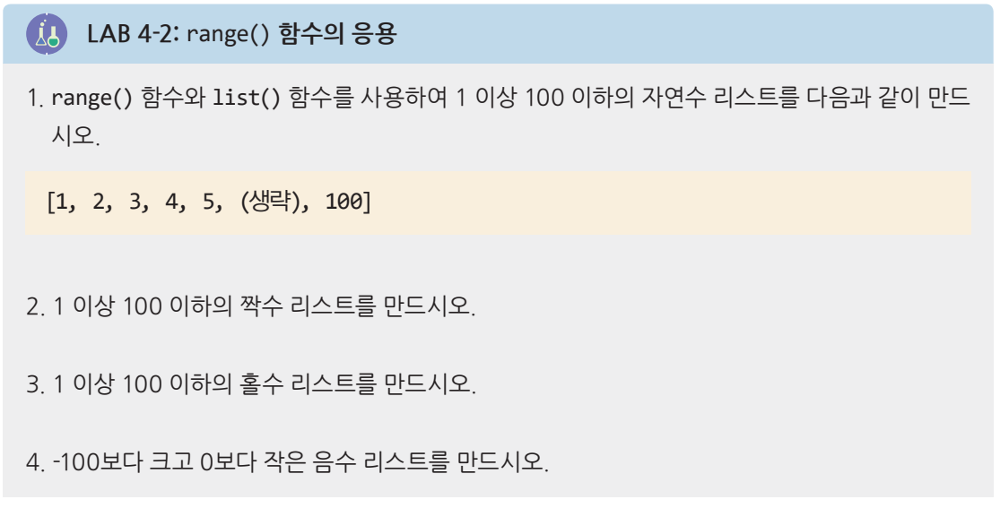 LAB 4-2: range() 함수의 응용
1. range() 함수와 list() 함수를 사용하여 1 이상 100 이하의 자연수 리스트를 다음과 같이 만드
시오.
[1, 2, 3, 4, 5, (생략), 100]
2. 1 이상 100 이하의 짝수 리스트를 만드시오.
3. 1 이상 100 이하의 홀수 리스트를 만드시오.
4. -100보다 크고 0보다 작은 음수 리스트를 만드시오.